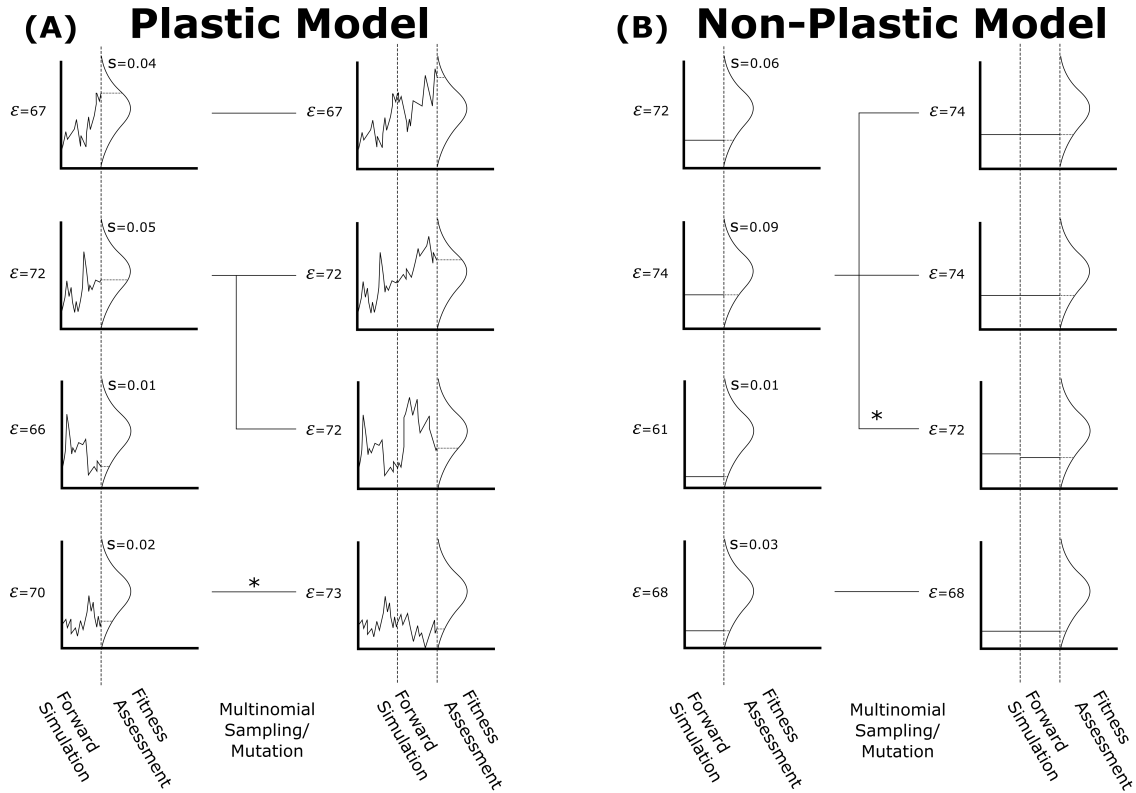 (A) Plastic Model
(B) Non-Plastic Model
S=0.04
ε=67
ε=67
S=0.05
ε=72
ε=72
S=0.01
ε=66
ε=72
S=0.02
ε=70
*
ε=73
Forward
Simulation
Fitness
Assessment
Multinomial
Sampling/
Mutation
Forward
Simulation
Fitness
Assessment
S=0.06
ε=72
ε=74
S=0.09
ε=74
ε=74
S=0.01
ε=61
*
ε=72
S=0.03
ε=68
ε=68
Forward
Simulation
Fitness
Assessment
Multinomial
Sampling/
Mutation
Forward
Simulation
Fitness
Assessment